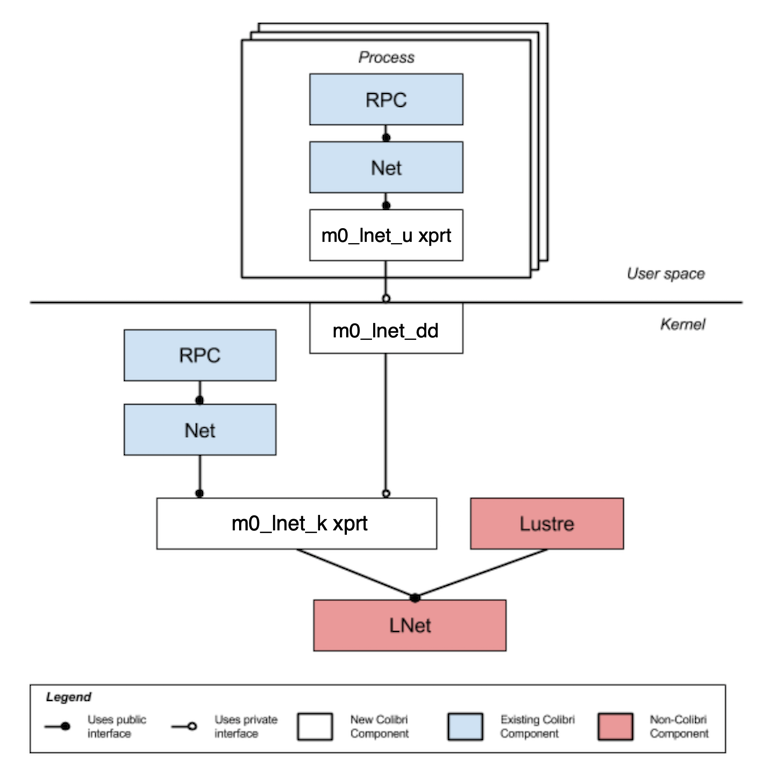 Process
RPC
Net
m0_lnet_u xprt
User space
m0_lnet_dd
Kernel
RPC
Net
m0_lnet_k xprt
Lustre
LNet
Legend
Uses public
interface
Uses private
interface
New Colibri
Component
Existing Colibri
Component
Non-Colibri
Component